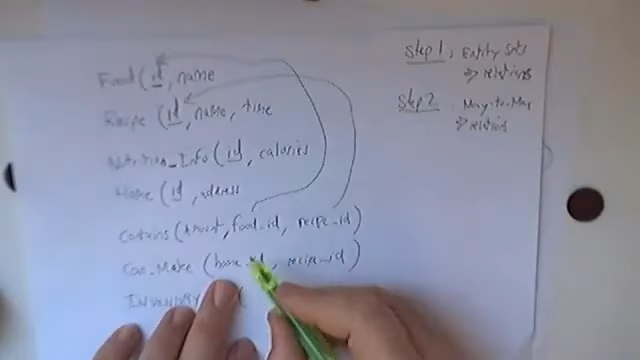 Food (id, name
Recipe (id, name, time
Nutrition_Info (id, calories
Home (id, address
Contains (amount, food_id, recipe_id)
Can_Make (home_id, recipe_id)
INVENTORY (
Step 1, Entity Sets
⇒ relations
Step 2. Many-to-Many
⇒ relations